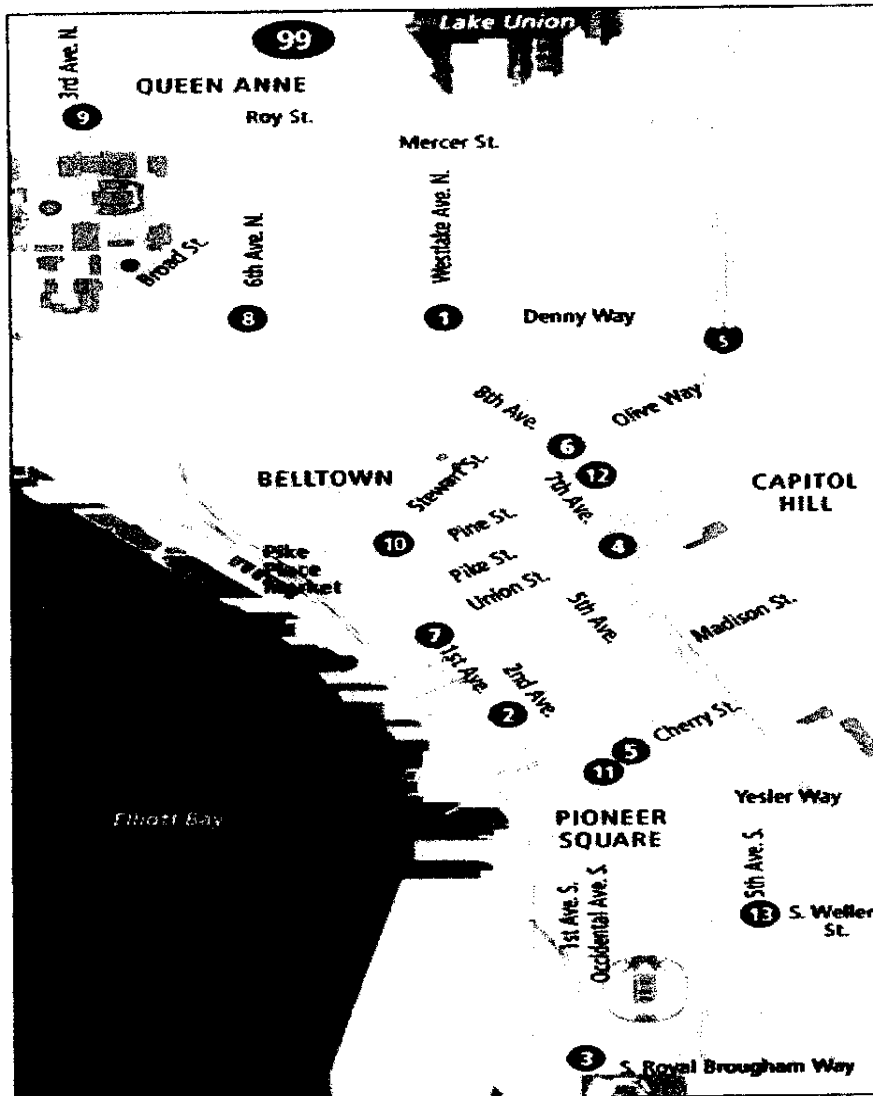 Lake Union
99
3rd Ave. N.
QUEEN ANNE
9
Roy St.
Mercer St.
Broad St.
6th Ave. N.
Westlake Ave. N.
8
1
Denny Way
5
8th Ave.
Olive Way
6
12
BELLTOWN
Stewart St.
7th Ave.
CAPITOL
HILL
10
Pine St.
4
Pike
Place
Market
Pike St.
Union St.
5th Ave.
Madison St.
7
1st Ave.
2nd Ave.
2
5
Cherry St.
11
Yesler Way
Elliott Bay
PIONEER
SQUARE
5th Ave. S.
1st Ave. S.
Occidental Ave. S.
13
S. Weller
St.
3
S. Royal Brougham Way